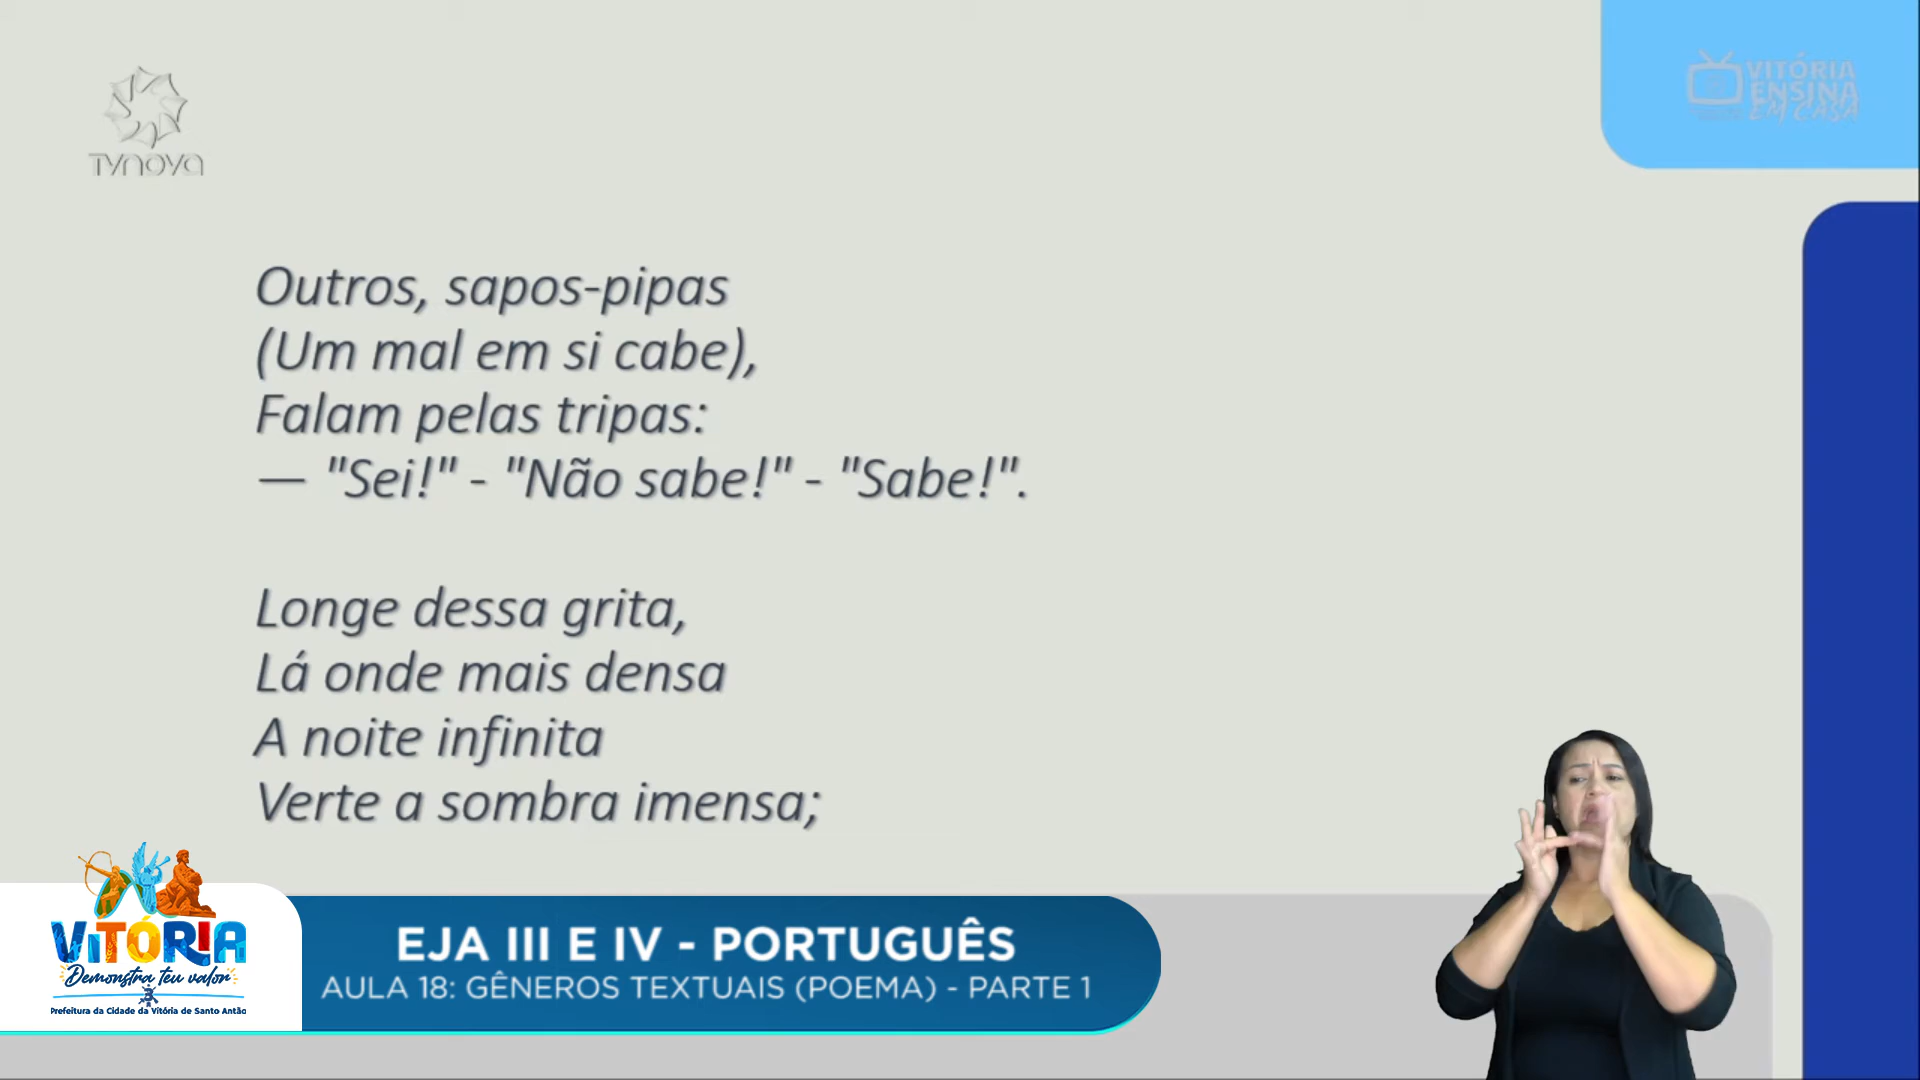 TVNOVA
VITÓRIA
ENSINA
EM CASA
Outros, sapos-pipas
(Um mal em si cabe),
Falam pelas tripas:
— "Sei!" - "Não sabe!" - "Sabe!".
Longe dessa grita,
Lá onde mais densa
A noite infinita
Verte a sombra imensa;
VITÓRIA
Demonstra teu valor
Prefeitura da Cidade da Vitória de Santo Antão
EJA III E IV - PORTUGUÊS
AULA 18: GÊNEROS TEXTUAIS (POEMA) - PARTE 1